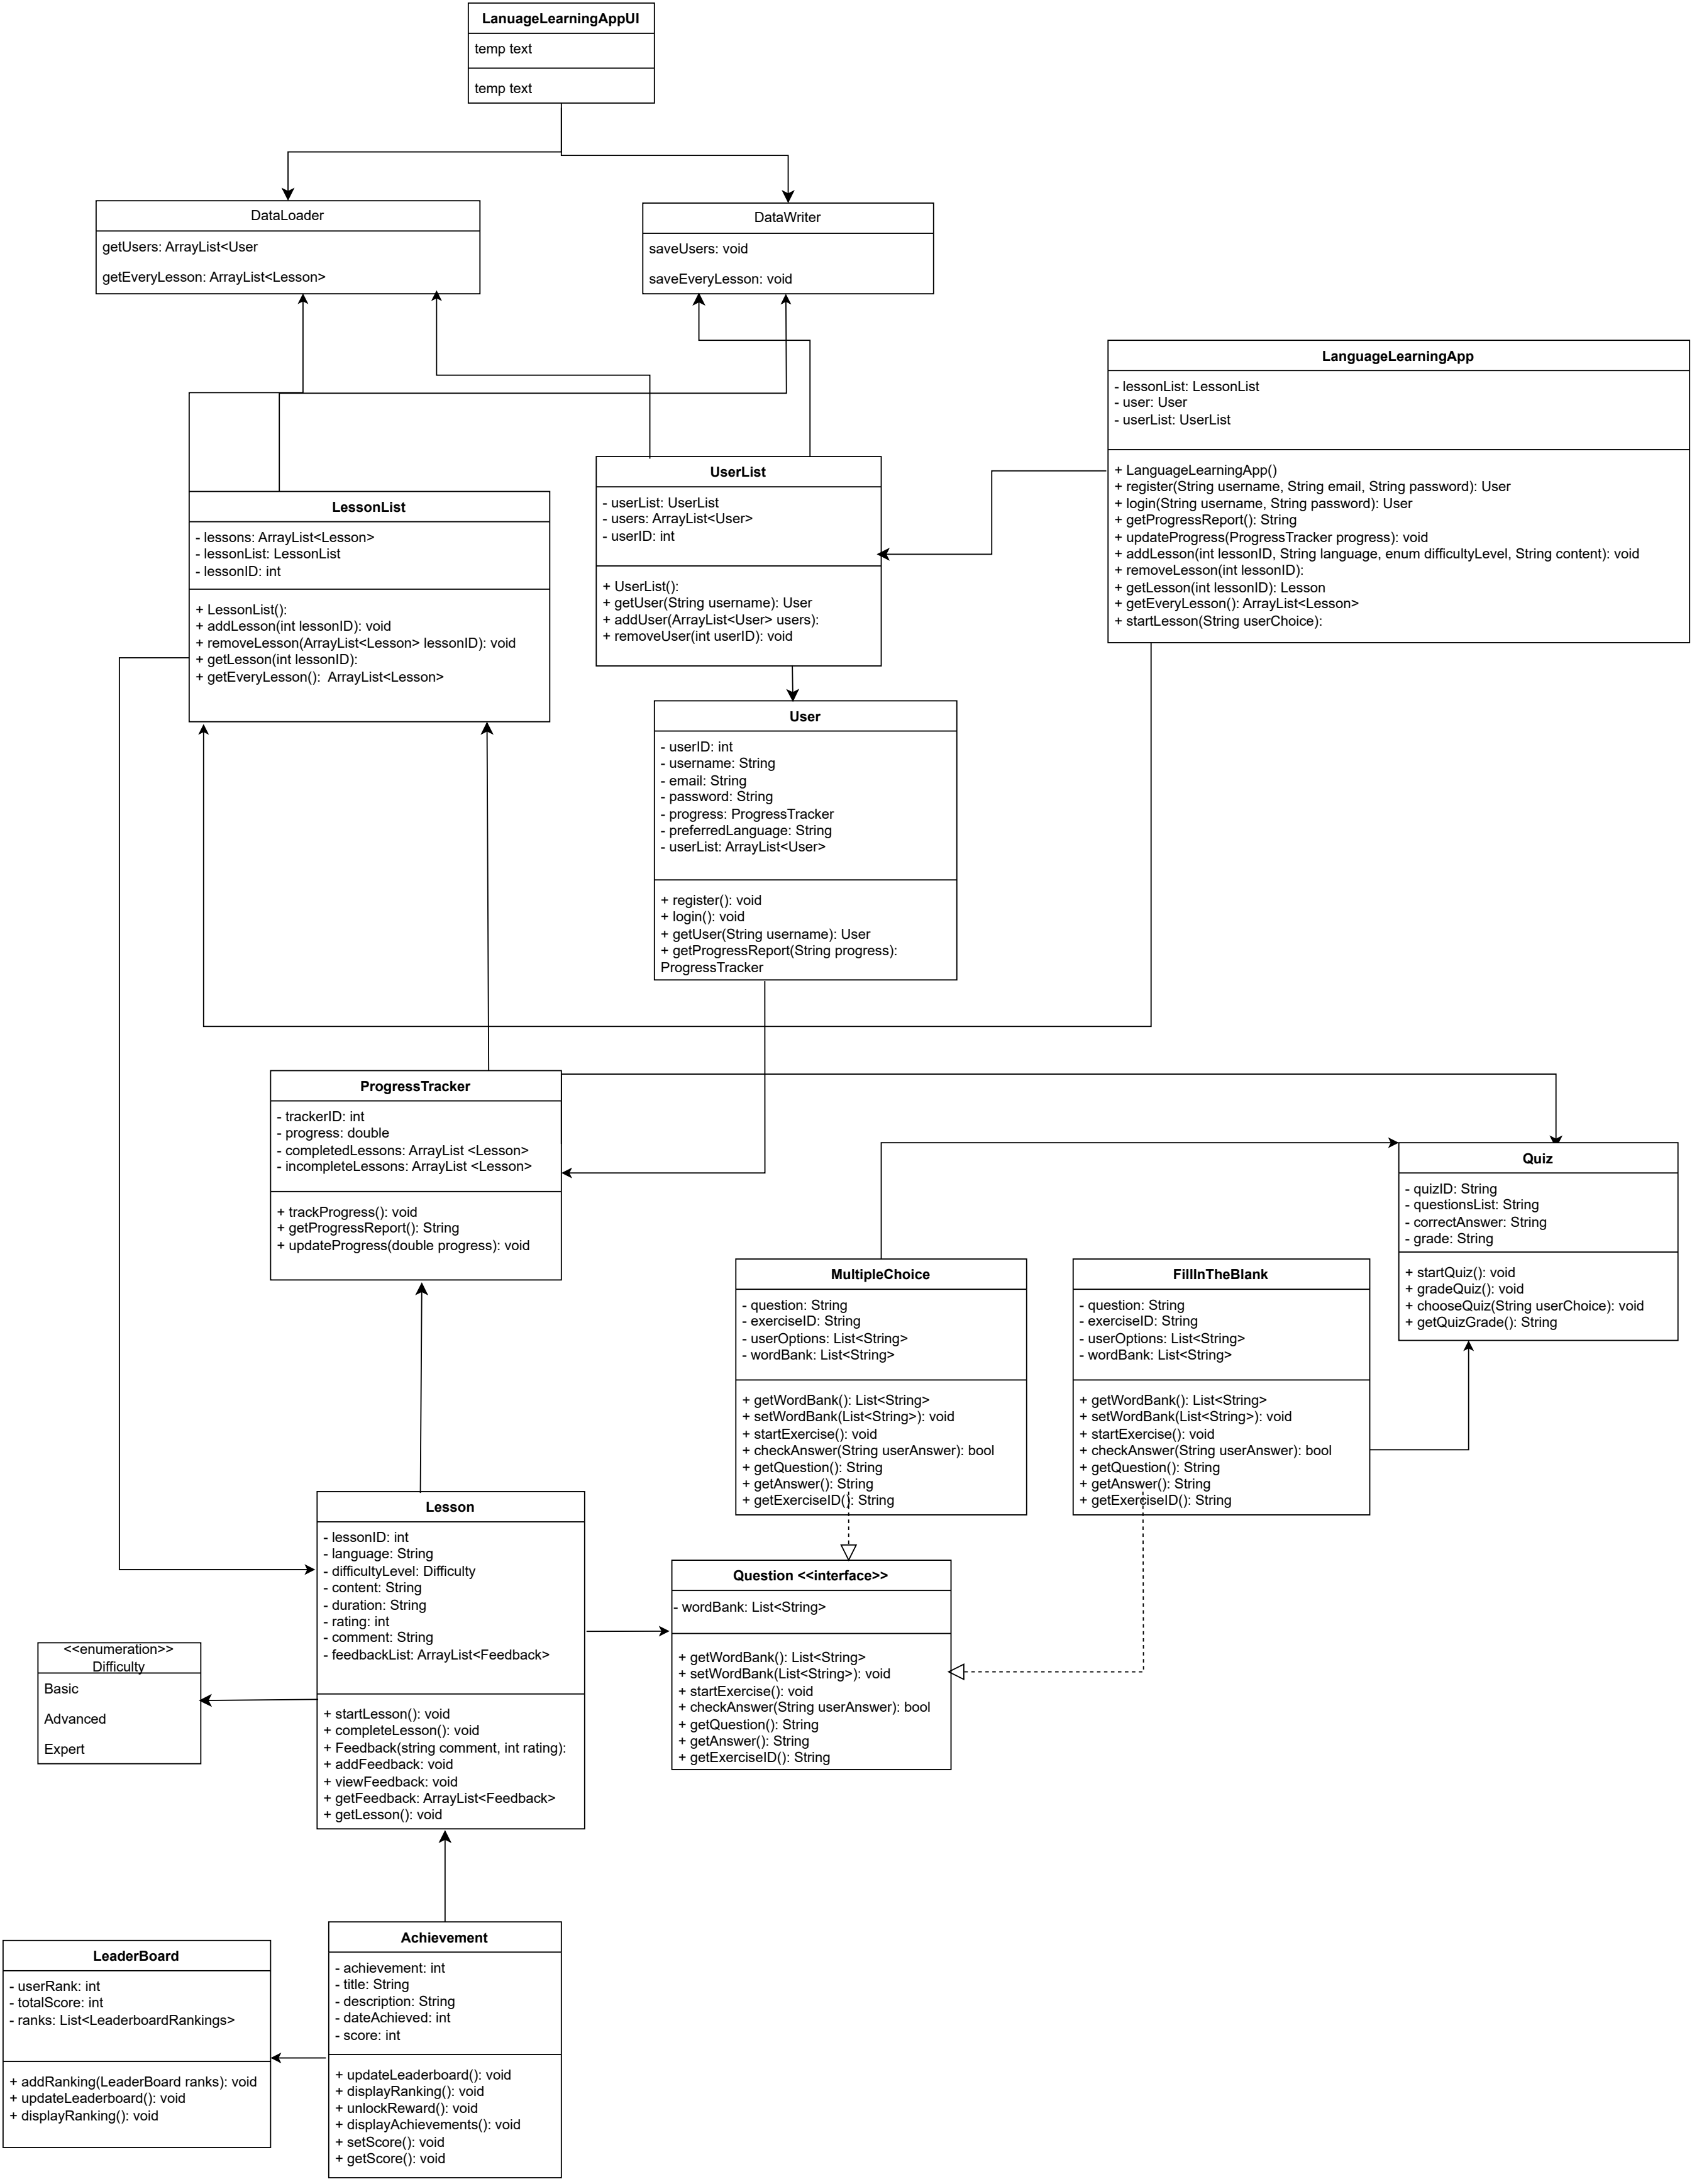 LanuageLearningAppUI
temp text
temp text
DataLoader
getUsers: ArrayList<User
getEveryLesson: ArrayList<Lesson>
DataWriter
saveUsers: void
saveEveryLesson: void
LanguageLearningApp
- lessonList: LessonList
- user: User
- userList: UserList
+ LanguageLearningApp()
+ register(String username, String email, String password): User
+ login(String username, String password): User
+ getProgressReport(): String
+ updateProgress(ProgressTracker progress): void
+ addLesson(int lessonID, String language, enum difficultyLevel, String content): void
+ removeLesson(int lessonID):
+ getLesson(int lessonID): Lesson
+ getEveryLesson(): ArrayList<Lesson>
+ startLesson(String userChoice):
UserList
- userList: UserList
- users: ArrayList<User>
- userID: int
+ UserList():
+ getUser(String username): User
+ addUser(ArrayList<User> users):
+ removeUser(int userID): void
LessonList
- lessons: ArrayList<Lesson>
- lessonList: LessonList
- lessonID: int
+ LessonList():
+ addLesson(int lessonID): void
+ removeLesson(ArrayList<Lesson> lessonID): void
+ getLesson(int lessonID):
+ getEveryLesson():  ArrayList<Lesson>
User
- userID: int
- username: String
- email: String
- password: String
- progress: ProgressTracker
- preferredLanguage: String
- userList: ArrayList<User>
+ register(): void
+ login(): void
+ getUser(String username): User
+ getProgressReport(String progress):
ProgressTracker
ProgressTracker
- trackerID: int
- progress: double
- completedLessons: ArrayList <Lesson>
- incompleteLessons: ArrayList <Lesson>
+ trackProgress(): void
+ getProgressReport(): String
+ updateProgress(double progress): void
Quiz
- quizID: String
- questionsList: String
- correctAnswer: String
- grade: String
+ startQuiz(): void
+ gradeQuiz(): void
+ chooseQuiz(String userChoice): void
+ getQuizGrade(): String
MultipleChoice
- question: String
- exerciseID: String
- userOptions: List<String>
- wordBank: List<String>
+ getWordBank(): List<String>
+ setWordBank(List<String>): void
+ startExercise(): void
+ checkAnswer(String userAnswer): bool
+ getQuestion(): String
+ getAnswer(): String
+ getExerciseID(): String
FillInTheBlank
- question: String
- exerciseID: String
- userOptions: List<String>
- wordBank: List<String>
+ getWordBank(): List<String>
+ setWordBank(List<String>): void
+ startExercise(): void
+ checkAnswer(String userAnswer): bool
+ getQuestion(): String
+ getAnswer(): String
+ getExerciseID(): String
Lesson
- lessonID: int
- language: String
- difficultyLevel: Difficulty
- content: String
- duration: String
- rating: int
- comment: String
- feedbackList: ArrayList<Feedback>
+ startLesson(): void
+ completeLesson(): void
+ Feedback(string comment, int rating):
+ addFeedback: void
+ viewFeedback: void
+ getFeedback: ArrayList<Feedback>
+ getLesson(): void
Question <<interface>>
- wordBank: List<String>
+ getWordBank(): List<String>
+ setWordBank(List<String>): void
+ startExercise(): void
+ checkAnswer(String userAnswer): bool
+ getQuestion(): String
+ getAnswer(): String
+ getExerciseID(): String
<<enumeration>>
Difficulty
Basic
Advanced
Expert
Achievement
- achievement: int
- title: String
- description: String
- dateAchieved: int
- score: int
+ updateLeaderboard(): void
+ displayRanking(): void
+ unlockReward(): void
+ displayAchievements(): void
+ setScore(): void
+ getScore(): void
LeaderBoard
- userRank: int
- totalScore: int
- ranks: List<LeaderboardRankings>
+ addRanking(LeaderBoard ranks): void
+ updateLeaderboard(): void
+ displayRanking(): void